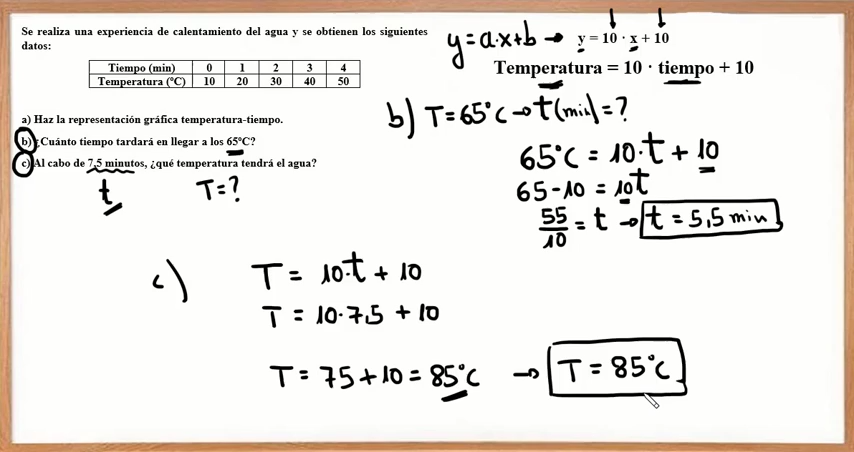 Se realiza una experiencia de calentamiento del agua y se obtienen los siguientes
datos:
Tiempo (min) 0 1 2 3 4
Temperatura (ºC) 10 20 30 40 50
a) Haz la representación gráfica temperatura-tiempo.
b) ¿Cuánto tiempo tardará en llegar a los 65ºC?
c) Al cabo de 7,5 minutos, ¿qué temperatura tendrá el agua?
t T=?
y=a·x+b → y = 10 · x + 10
Temperatura = 10 · tiempo + 10
b) T=65°C → t(min)=?
65°C = 10·t + 10
65-10 = 10t
55/10 = t → t = 5,5 min
c) T = 10·t + 10
T = 10·7,5 + 10
T = 75+10 = 85°C → T = 85°C